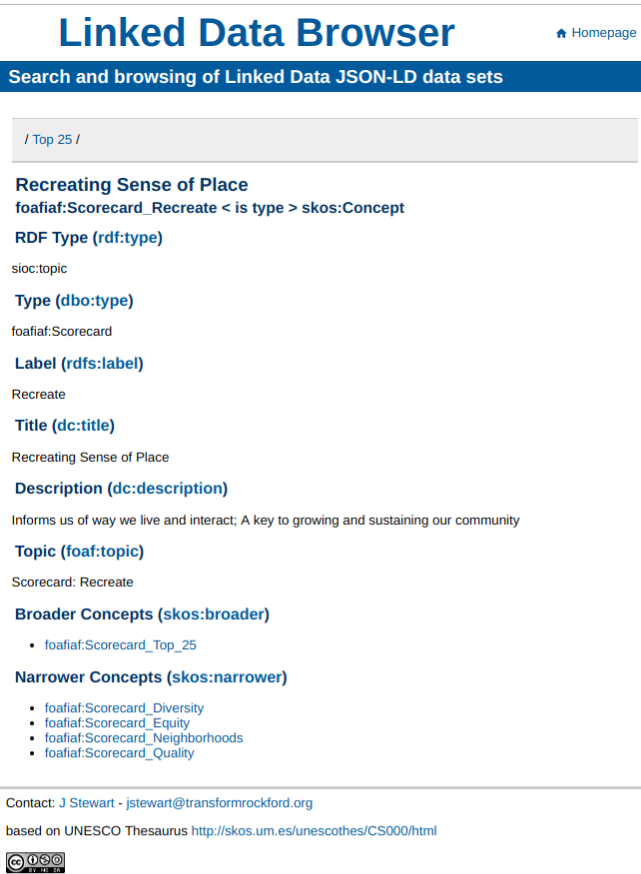 Linked Data Browser
Homepage
Search and browsing of Linked Data JSON-LD data sets
/ Top 25 /
Recreating Sense of Place
foafiaf:Scorecard_Recreate < is type > skos:Concept
RDF Type (rdf:type)
sioc:topic
Type (dbo:type)
foafiaf:Scorecard
Label (rdfs:label)
Recreate
Title (dc:title)
Recreating Sense of Place
Description (dc:description)
Informs us of way we live and interact; A key to growing and sustaining our community
Topic (foaf:topic)
Scorecard: Recreate
Broader Concepts (skos:broader)
• foafiaf:Scorecard_Top_25
Narrower Concepts (skos:narrower)
• foafiaf:Scorecard_Diversity
• foafiaf:Scorecard_Equity
• foafiaf:Scorecard_Neighborhoods
• foafiaf:Scorecard_Quality
Contact: J Stewart - jstewart@transformrockford.org
based on UNESCO Thesaurus http://skos.um.es/unescothes/CS000/html
cc
BY NC SA